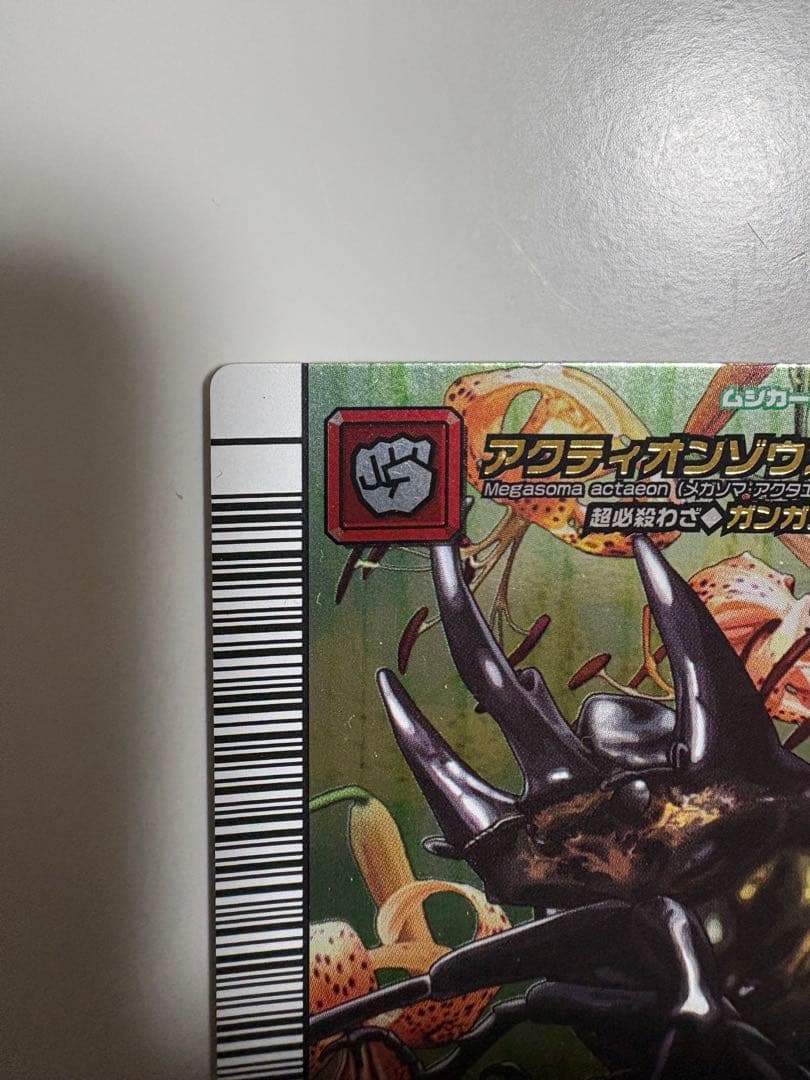 ムシカー
アクティオンゾウ
Megasoma actaeon (メガソマ・アクタエ
超必殺わざ◆ガンガ